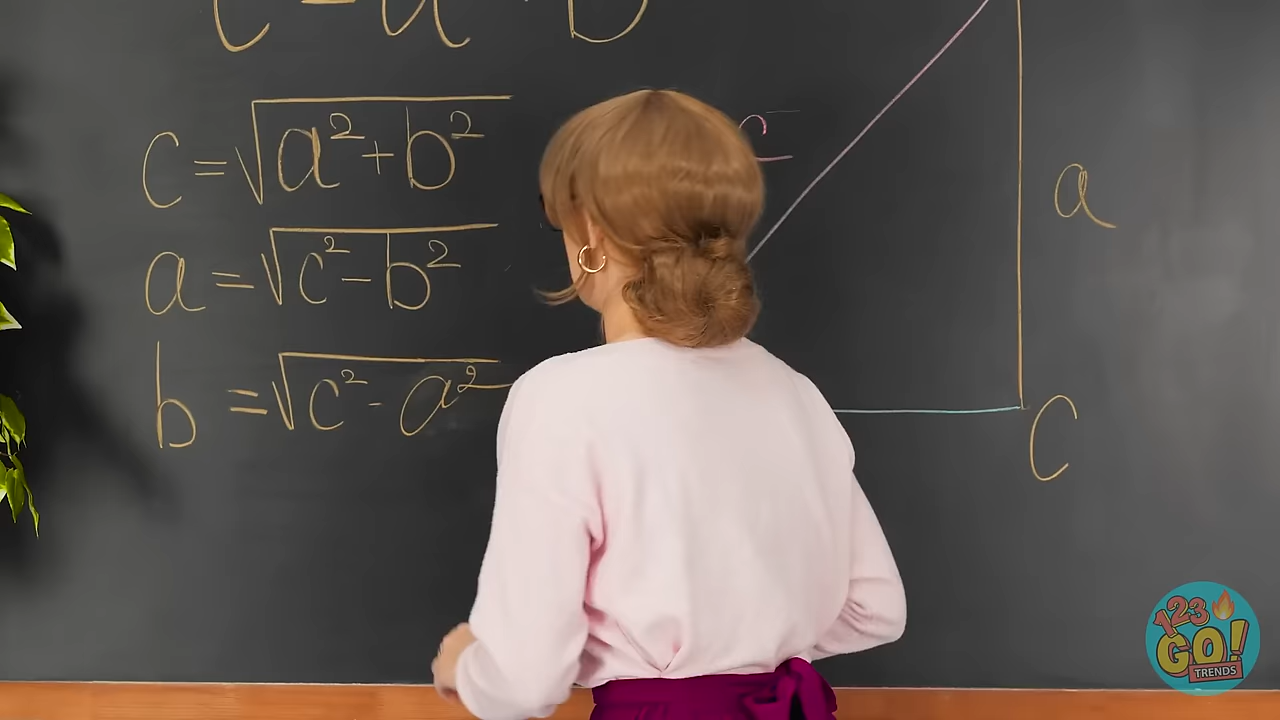 c = √a²+b²
a = √c²-b²
b = √c²-a²
c
a
C
123
GO!
TRENDS